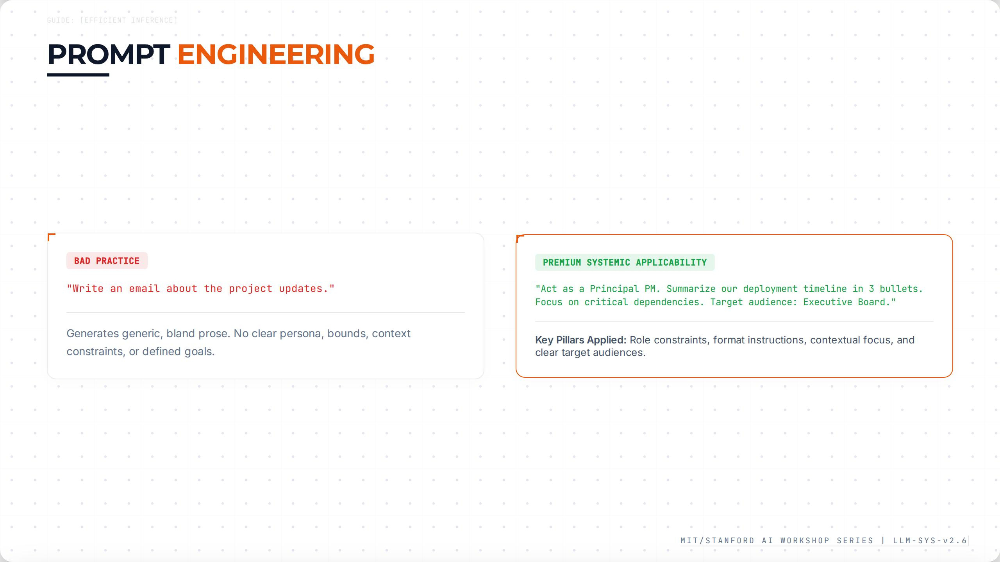 GUIDE: [EFFICIENT INFERENCE]
PROMPT ENGINEERING
BAD PRACTICE
"Write an email about the project updates."
Generates generic, bland prose. No clear persona, bounds, context
constraints, or defined goals.
PREMIUM SYSTEMIC APPLICABILITY
"Act as a Principal PM. Summarize our deployment timeline in 3 bullets.
Focus on critical dependencies. Target audience: Executive Board."
Key Pillars Applied: Role constraints, format instructions, contextual focus, and
clear target audiences.
MIT/STANFORD AI WORKSHOP SERIES | LLM-SYS-v2.6